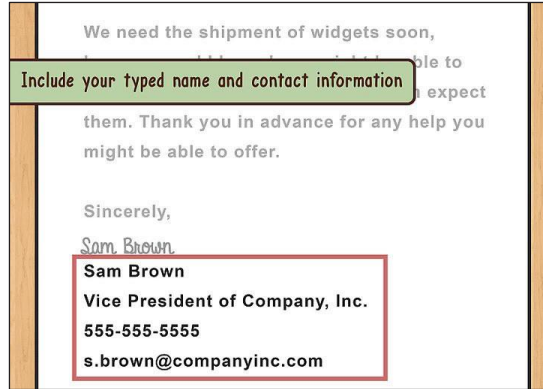 We need the shipment of widgets soon,
ble to
Include your typed name and contact information
expect
them. Thank you in advance for any help you
might be able to offer.
Sincerely,
Sam Brown
Sam Brown
Vice President of Company, Inc.
555-555-5555
s.brown@companyinc.com